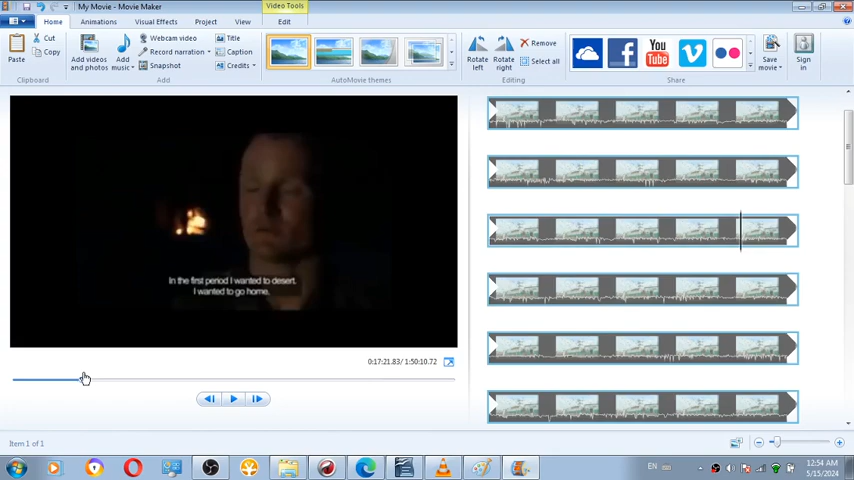 My Movie - Movie Maker
Video Tools
Home
Animations
Visual Effects
Project
View
Edit
Paste
Cut
Copy
Clipboard
Add videos
and photos
Add
music
Webcam video
Record narration
Snapshot
Title
Caption
Credits
Add
AutoMovie themes
Rotate
left
Rotate
right
Remove
Select all
Editing
You
Tube
Share
Save
movie
Sign
in
In the first period I wanted to desert.
I wanted to go home.
0:17:21.83/ 1:50:10.72
Item 1 of 1
EN
12:54 AM
5/15/2024